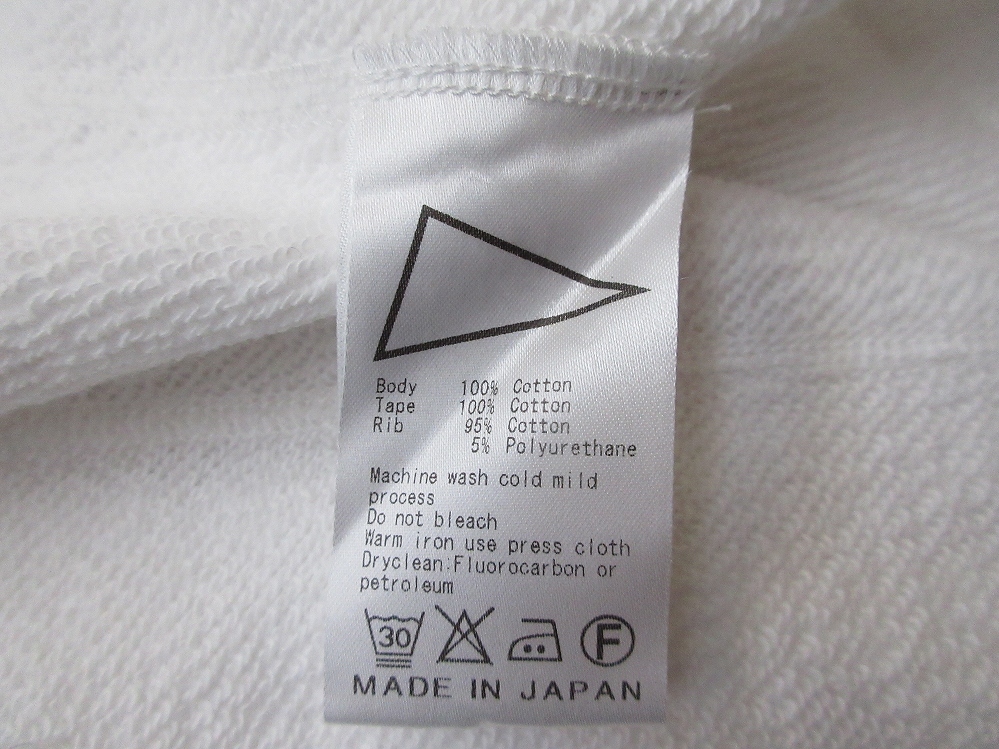 Body 100% Cotton
Tape 100% Cotton
Rib 95% Cotton
5% Polyurethane
Machine wash cold mild
process
Do not bleach
Warm iron use press cloth
Dryclean:Fluorocarbon or
petroleum
30 F
MADE IN JAPAN